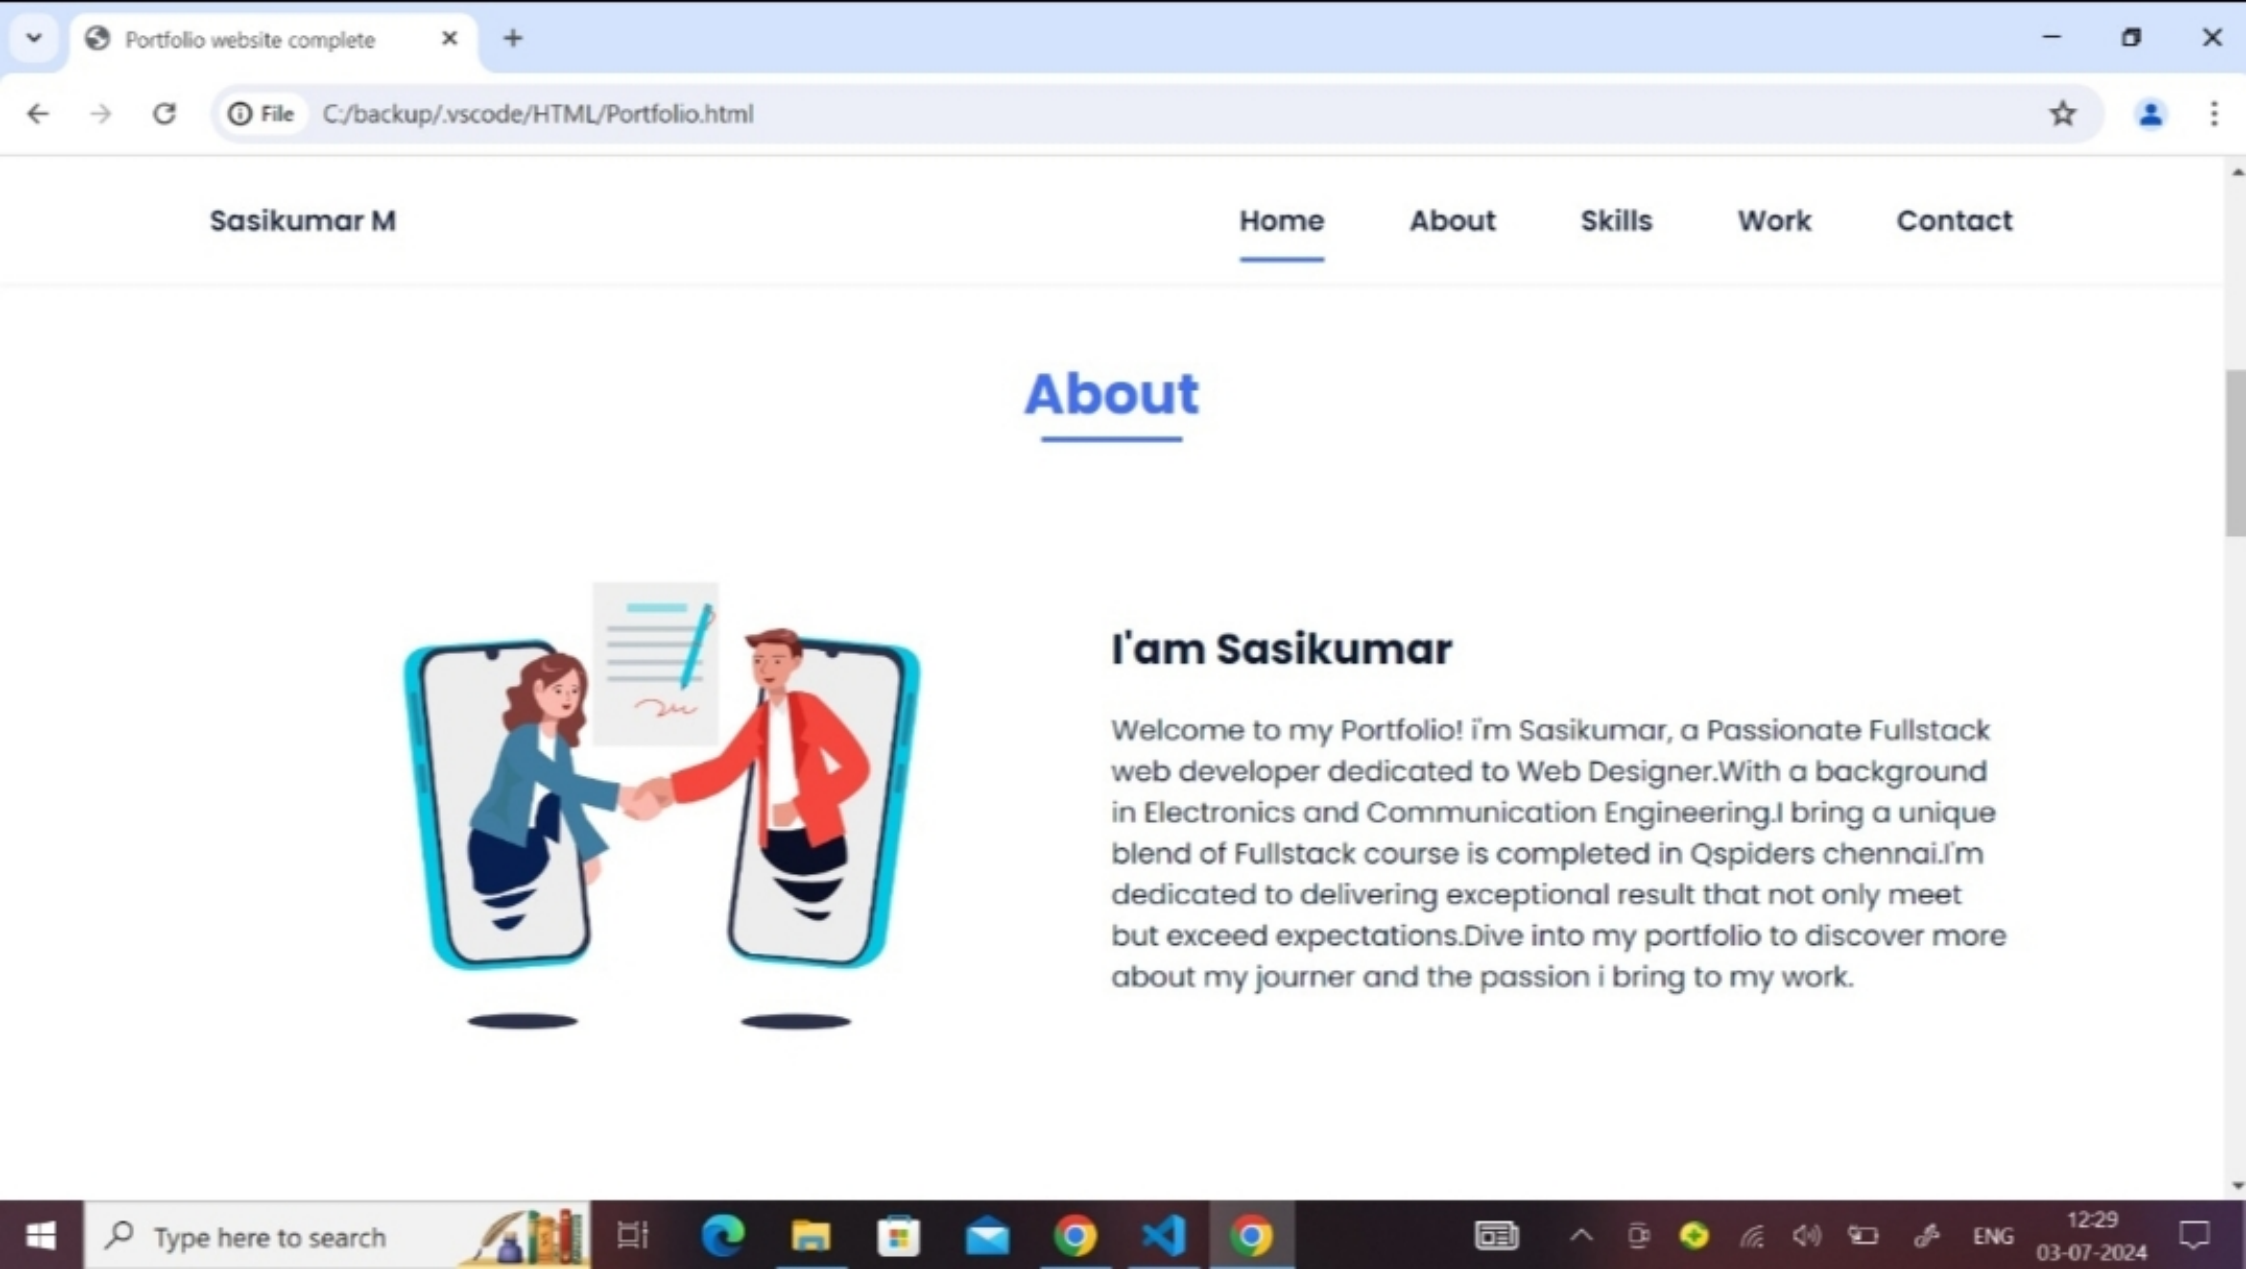 Portfolio website complete
File C:/backup/.vscode/HTML/Portfolio.html
Sasikumar M Home About Skills Work Contact
About
I'am Sasikumar
Welcome to my Portfolio! i'm Sasikumar, a Passionate Fullstack
web developer dedicated to Web Designer.With a background
in Electronics and Communication Engineering.I bring a unique
blend of Fullstack course is completed in Qspiders chennai.I'm
dedicated to delivering exceptional result that not only meet
but exceed expectations.Dive into my portfolio to discover more
about my journer and the passion i bring to my work.
Type here to search ENG 12:29
03-07-2024